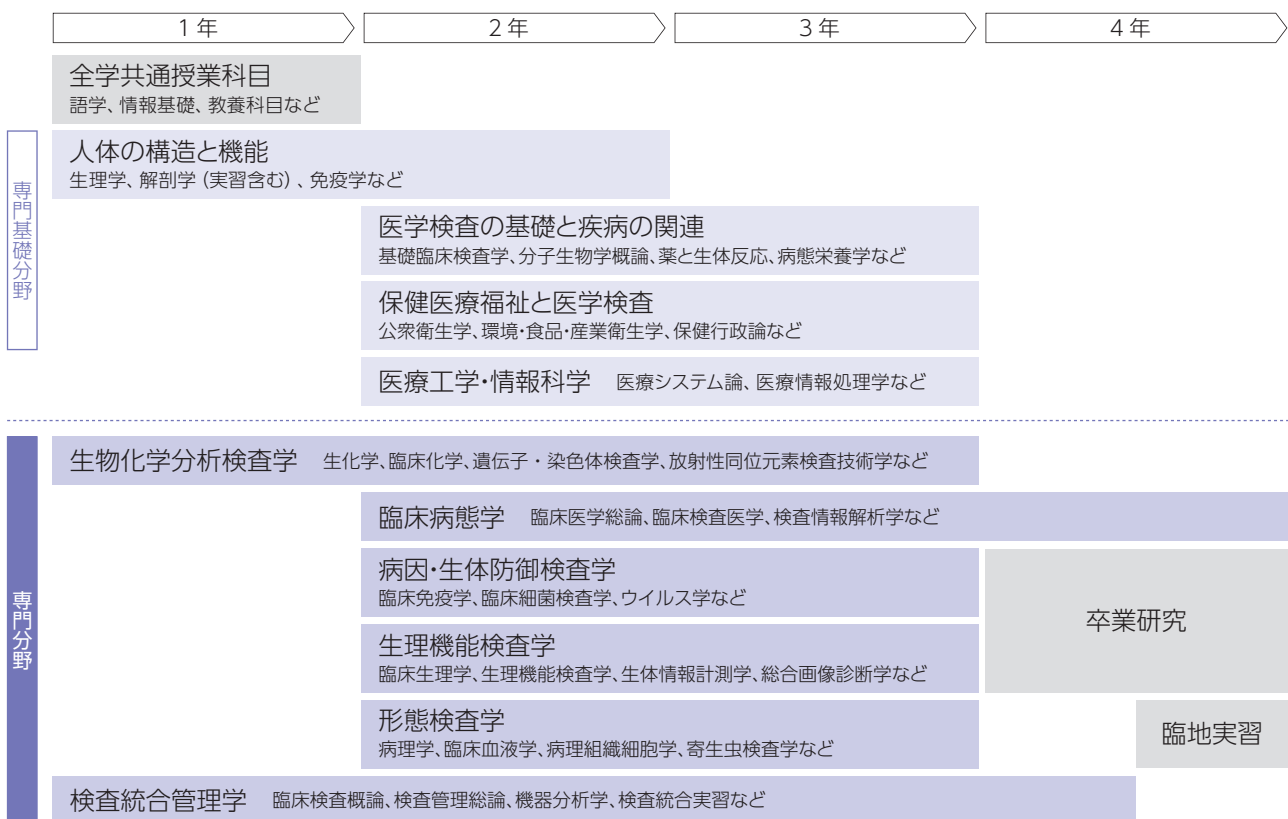 1年
2年
3年
4年
全学共通授業科目
語学、情報基礎、教養科目など
専門基礎分野
人体の構造と機能
生理学、解剖学（実習含む）、免疫学など
医学検査の基礎と疾病の関連
基礎臨床検査学、分子生物学概論、薬と生体反応、病態栄養学など
保健医療福祉と医学検査
公衆衛生学、環境・食品・産業衛生学、保健行政論など
医療工学・情報科学 医療システム論、医療情報処理学など
専門分野
生物化学分析検査学 生化学、臨床化学、遺伝子・染色体検査学、放射性同位元素検査技術学など
臨床病態学 臨床医学総論、臨床検査医学、検査情報解析学など
病因・生体防御検査学
臨床免疫学、臨床細菌検査学、ウイルス学など
卒業研究
生理機能検査学
臨床生理学、生理機能検査学、生体情報計測学、総合画像診断学など
形態検査学
病理学、臨床血液学、病理組織細胞学、寄生虫検査学など
臨地実習
検査統合管理学 臨床検査概論、検査管理総論、機器分析学、検査統合実習など